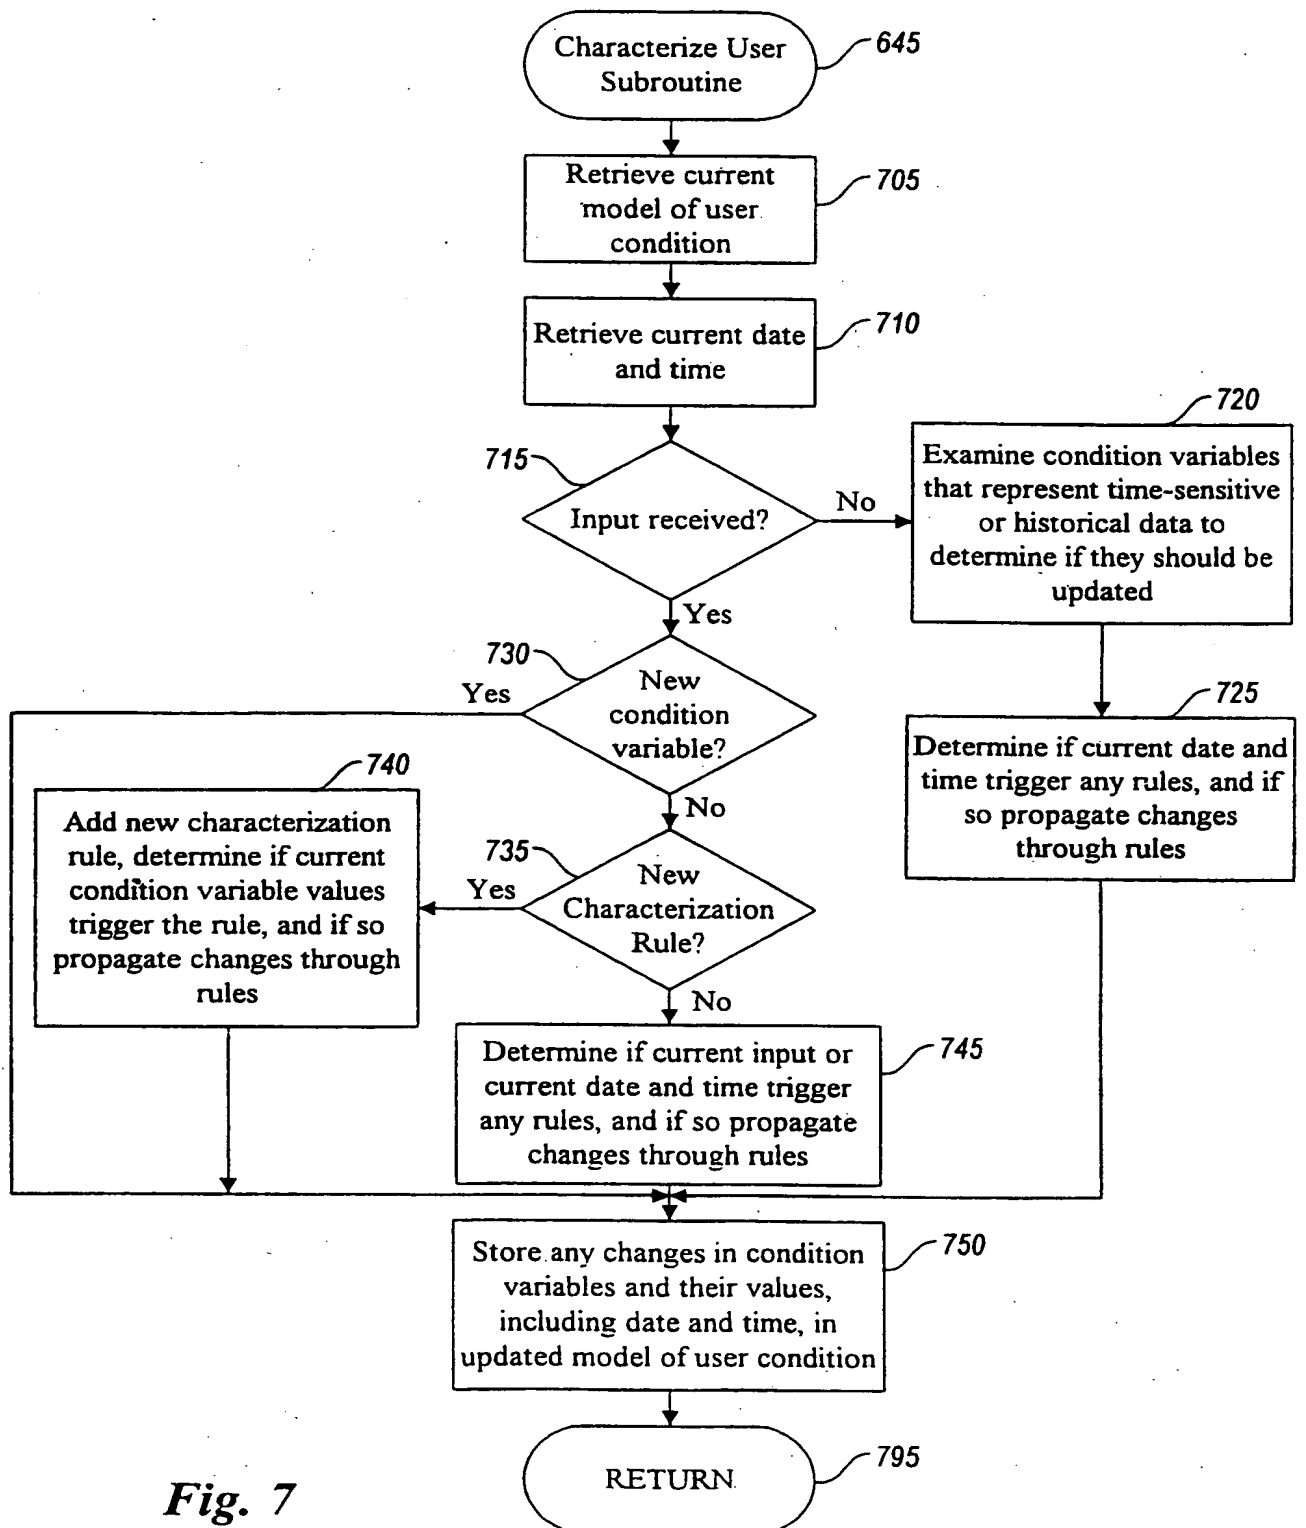 Characterize User
Subroutine
645
Retrieve current
model of user
condition
705
Retrieve current date
and time
710
715
Input received?
No
Yes
720
Examine condition variables
that represent time-sensitive
or historical data to
determine if they should be
updated
725
Determine if current date and
time trigger any rules, and if
so propagate changes
through rules
730
Yes
New
condition
variable?
No
740
Add new characterization
rule, determine if current
condition variable values
trigger the rule, and if so
propagate changes through
rules
735
Yes
New
Characterization
Rule?
No
745
Determine if current input or
current date and time trigger
any rules, and if so propagate
changes through rules
750
Store any changes in condition
variables and their values,
including date and time, in
updated model of user condition
RETURN
795
Fig. 7